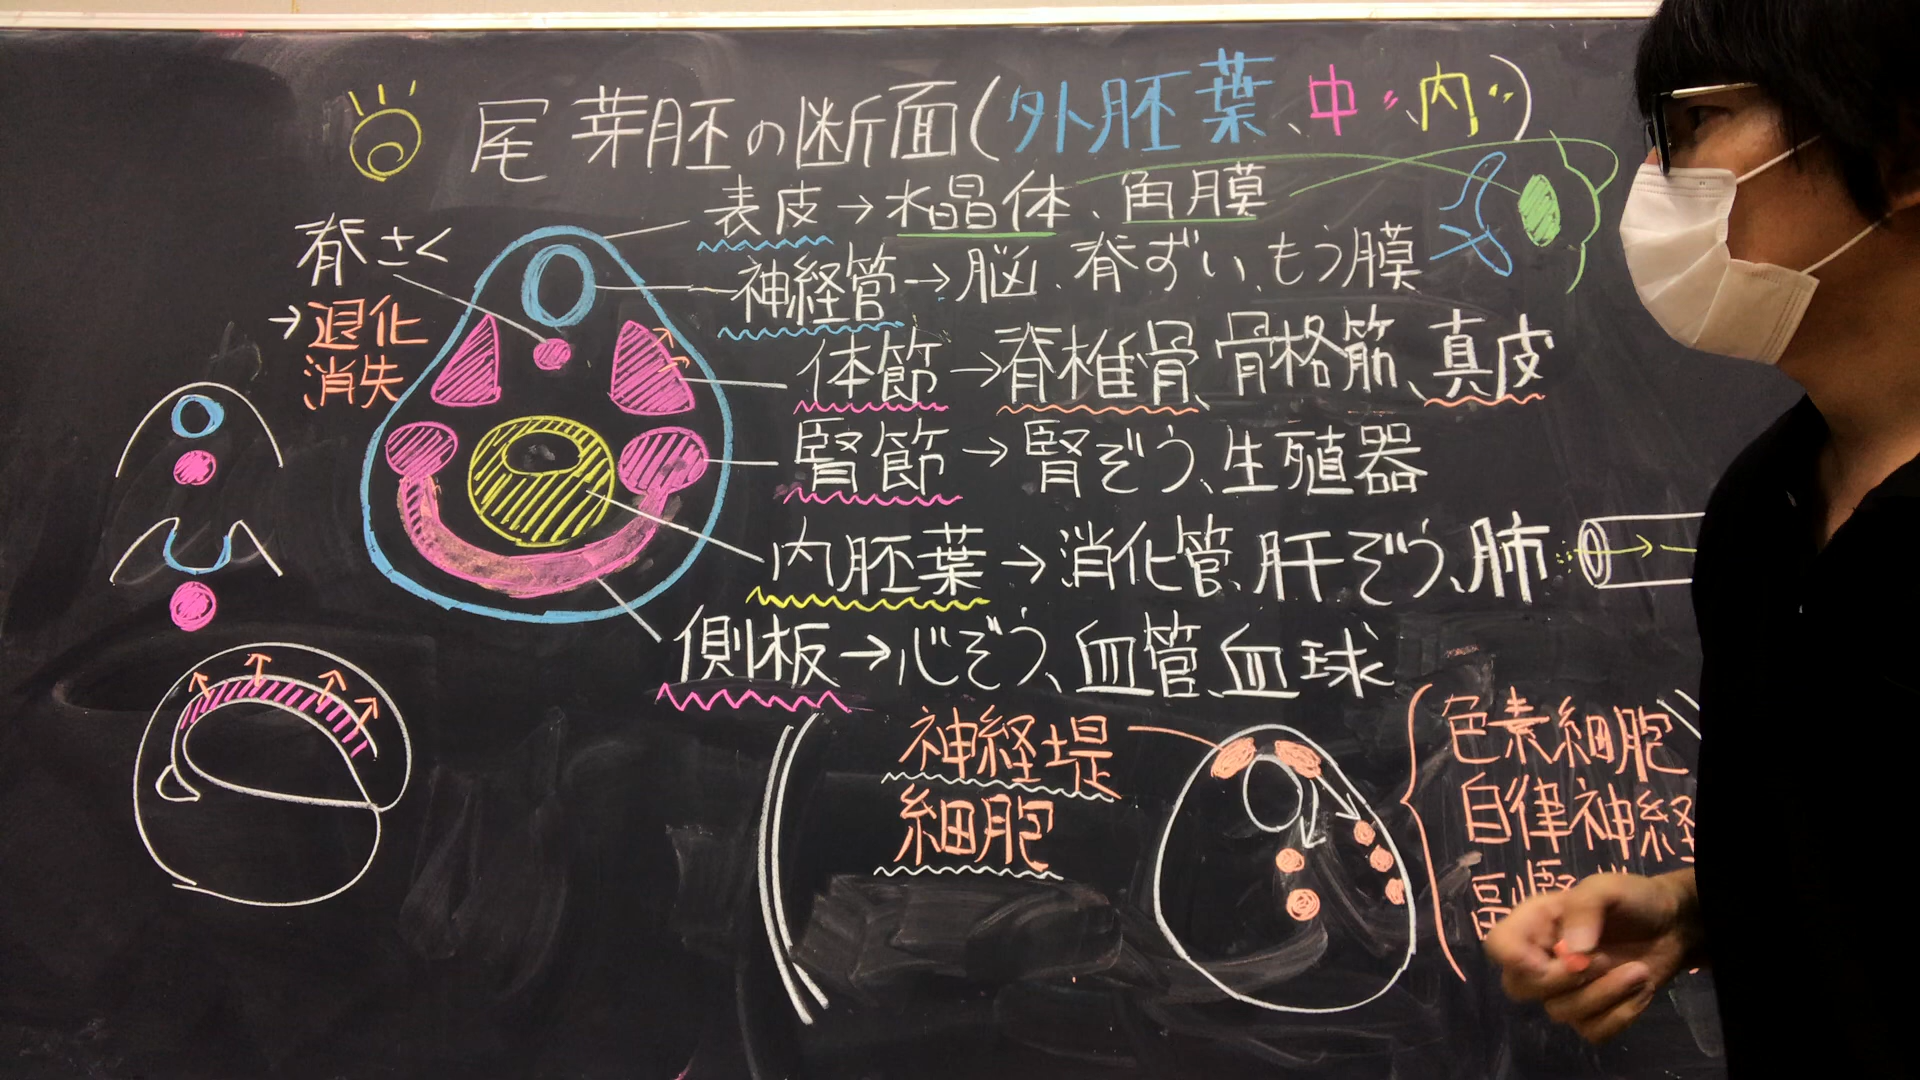 尾芽胚の断面(外胚葉、中〃、内〃)
表皮→水晶体、角膜
脊さく
→退化
消失
神経管→脳、脊ずい、もう膜
体節→脊椎骨、骨格筋、真皮
腎節→腎ぞう、生殖器
内胚葉→消化管、肝ぞう、肺
側板→心ぞう、血管、血球
神経堤
細胞
色素細胞
自律神経
副腎